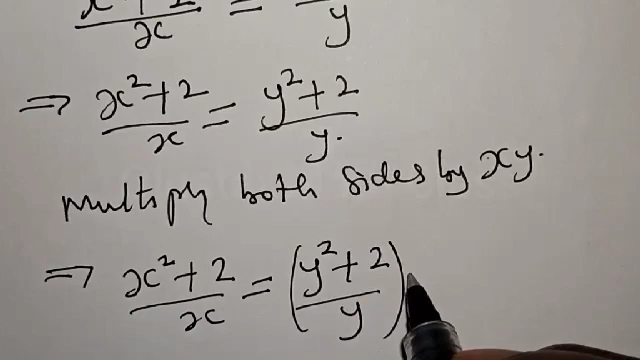 x = y
⇒ x²+2/x = y²+2/y.
multiply both sides by xy.
⇒ x²+2/x = (y²+2/y)